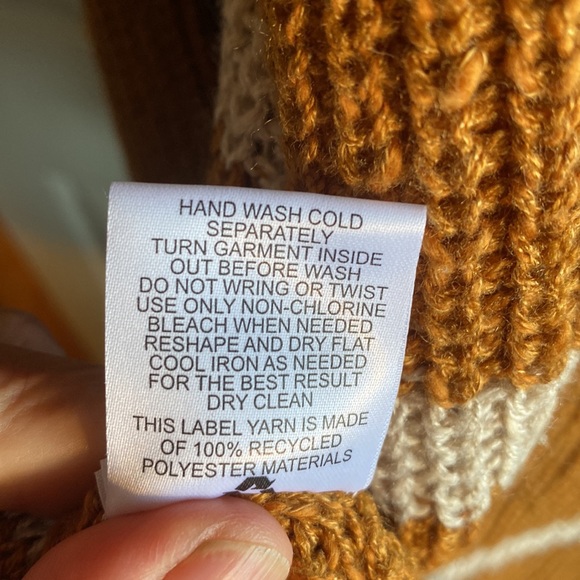 HAND WASH COLD
SEPARATELY
TURN GARMENT INSIDE
OUT BEFORE WASH
DO NOT WRING OR TWIST
USE ONLY NON-CHLORINE
BLEACH WHEN NEEDED
RESHAPE AND DRY FLAT
COOL IRON AS NEEDED
FOR THE BEST RESULT
DRY CLEAN
THIS LABEL YARN IS MADE
OF 100% RECYCLED
POLYESTER MATERIALS